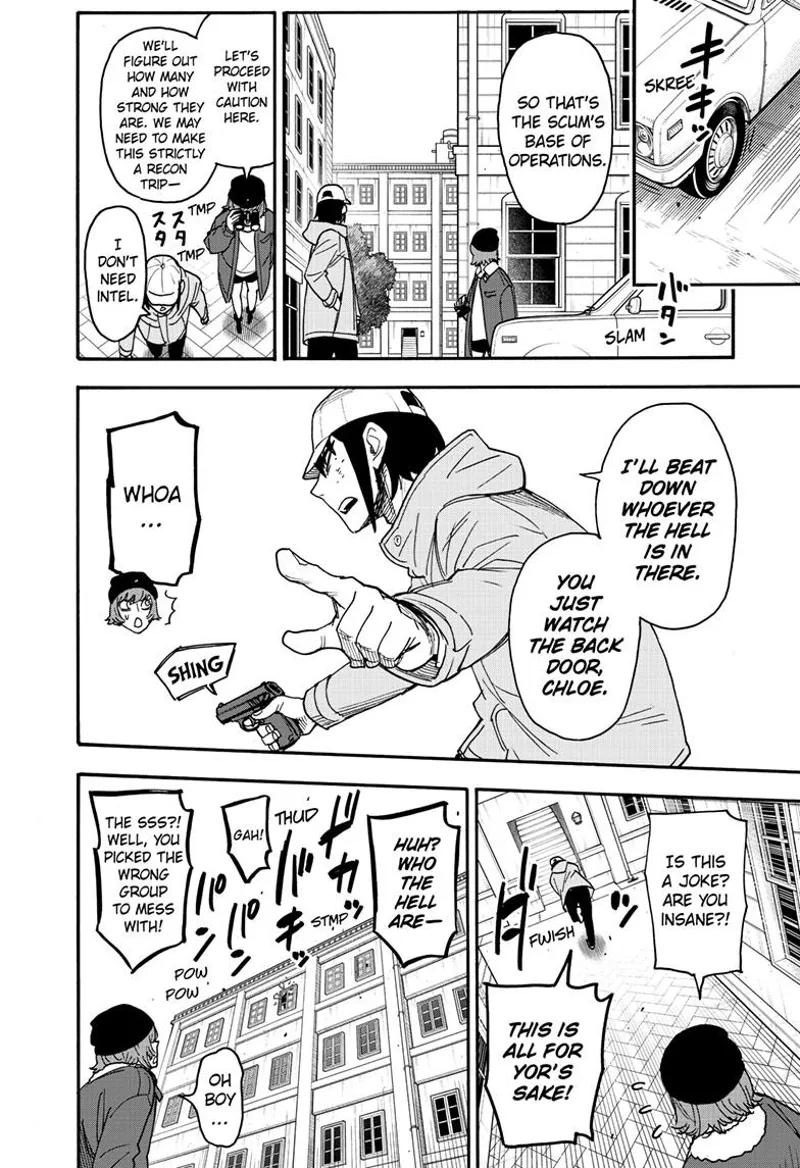 キキッ
SKREE
SO THAT'S
THE SCUM'S
BASE OF
OPERATIONS.
バタン
SLAM
LET'S
PROCEED
WITH
CAUTION
HERE.
WE'LL
FIGURE OUT
HOW MANY
AND HOW
STRONG THEY
ARE. WE MAY
NEED TO MAKE
THIS STRICTLY
A RECON
TRIP—
TMP
スタ
スタ
TMP
I
DON'T
NEED
INTEL.
I'LL BEAT
DOWN
WHOEVER
THE HELL
IS IN
THERE.
YOU
JUST
WATCH
THE BACK
DOOR,
CHLOE.
WHOA
...
SHING
IS THIS
A JOKE?
ARE YOU
INSANE?!
FWISH
THIS IS
ALL FOR
YOR'S
SAKE!
HUH?
WHO
THE
HELL
ARE—
THUD
STMP
GAH!
パン
パン
POW
POW
THE SSS?!
WELL, YOU
PICKED THE
WRONG
GROUP
TO MESS
WITH!
OH
BOY
...